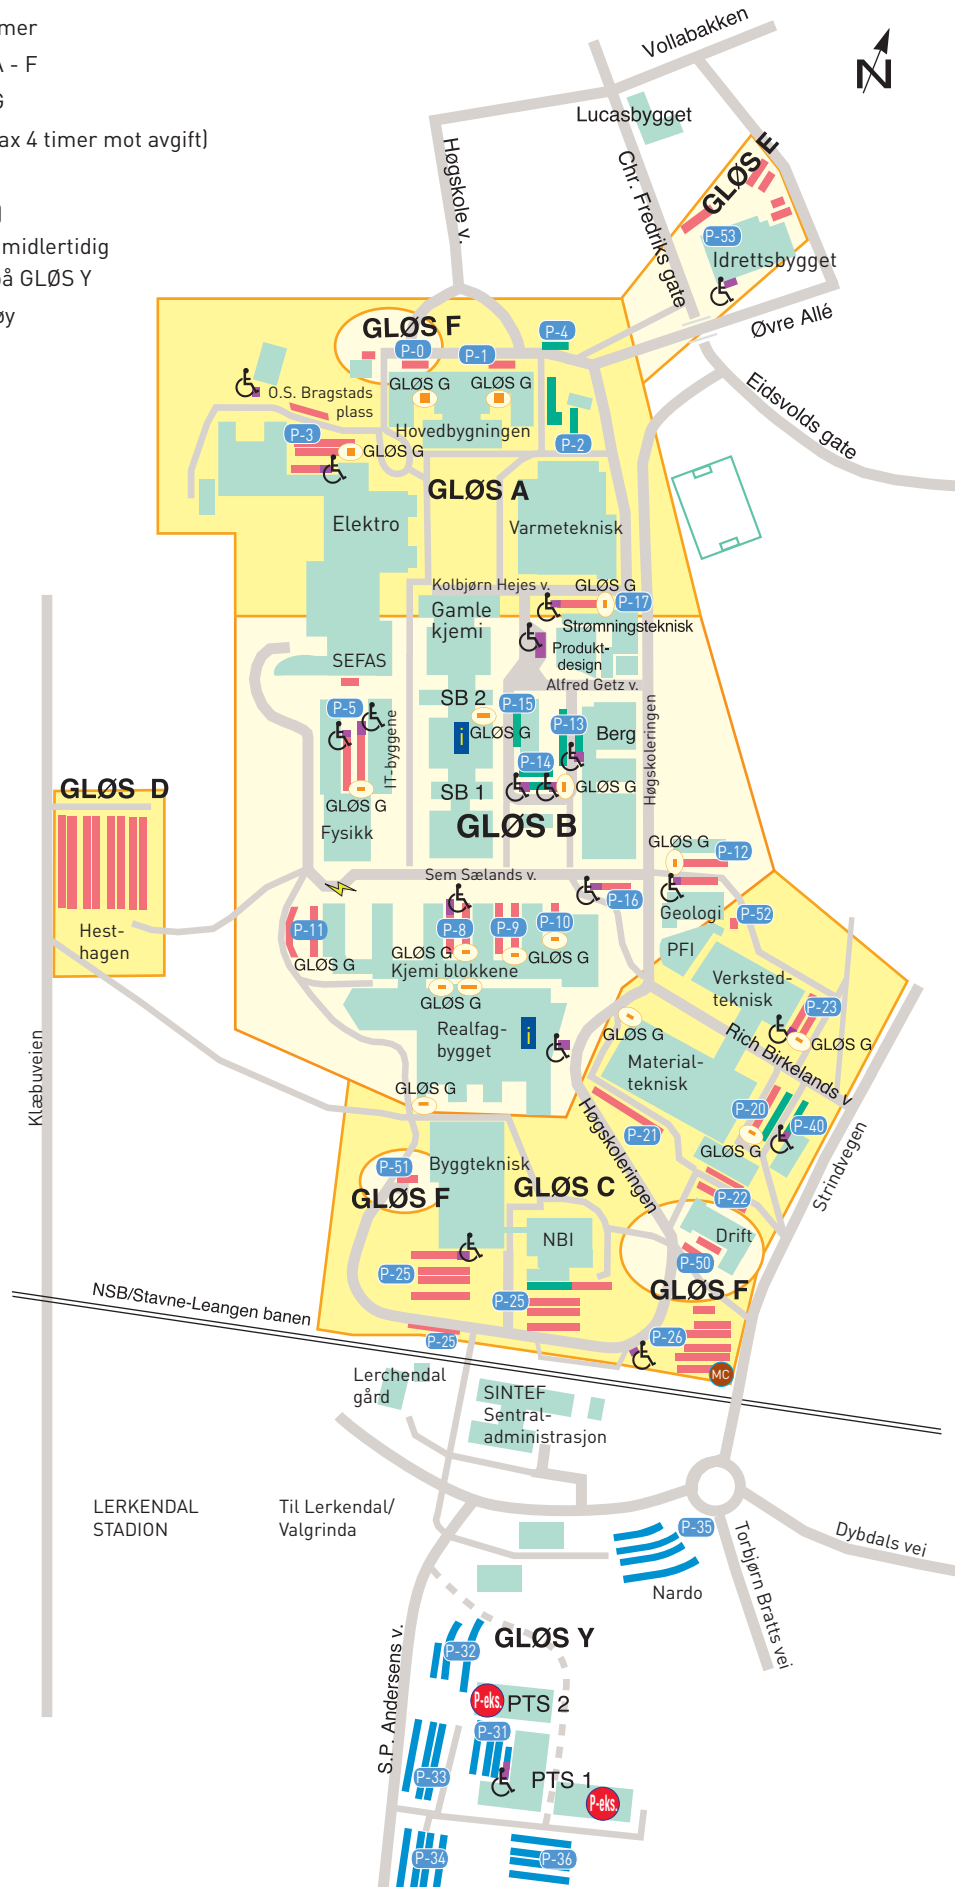 mer
A - F
G
ax 4 timer mot avgift)
midlertidig
på GLØS Y
øy
N
Vollabakken
Lucasbygget
Høgskole v.
Chr. Fredriks gate
GLØS E
P-53
Idrettsbygget
Øvre Allé
Eidsvolds gate
GLØS F
P-0
P-1
P-4
GLØS G
GLØS G
O.S. Bragstads
plass
Hovedbygningen
P-3
GLØS G
P-2
GLØS A
Elektro
Varmeteknisk
Kolbjørn Hejes v.
GLØS G
P-17
Gamle
kjemi
Strømningsteknisk
Produkt-
design
SEFAS
Alfred Getz v.
SB 2
P-15
P-5
P-13
i
GLØS G
Berg
IT-byggene
P-14
Høgskoleringen
GLØS D
SB 1
GLØS G
GLØS G
Fysikk
GLØS B
GLØS G
P-12
Sem Sælands v.
P-16
Geologi
P-52
Hest-
hagen
P-11
P-8
P-9
P-10
GLØS G
GLØS G
GLØS G
PFI
Kjemi blokkene
GLØS G
Verksted-
teknisk
P-23
Realfag-
bygget
i
GLØS G
GLØS G
Rich Birkelands v
Material-
teknisk
Klæbuveien
GLØS G
P-20
P-40
P-21
GLØS G
Høgskoleringen
Strindvegen
P-51
Byggteknisk
GLØS F
GLØS C
P-22
NBI
Drift
P-50
P-25
P-25
GLØS F
NSB/Stavne-Leangen banen
P-25
P-26
MC
Lerchendal
gård
SINTEF
Sentral-
administrasjon
LERKENDAL
STADION
Til Lerkendal/
Valgrinda
P-35
Torbjørn Bratts vei
Dybdals vei
Nardo
GLØS Y
P-32
S.P. Andersens v.
P-eks.
PTS 2
P-31
P-33
PTS 1
P-eks.
P-34
P-36